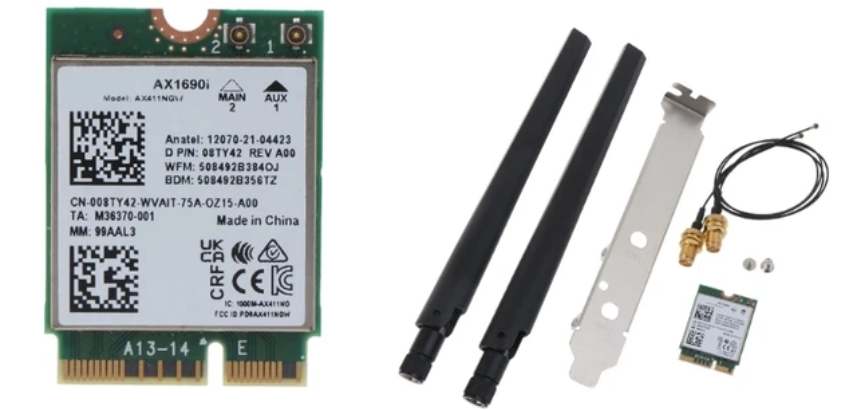 2 1
AX1690i
Model: AX411NGW
MAIN
2
AUX
1
Anatel: 12070-21-04423
D P/N: 08TY42 REV A00
WFM: 508492B384OJ
BDM: 508492B356TZ
CN-008TY42-WVAIT-75A-OZ15-A00
TA: M36370-001
Made in China
MM: 99AAL3
UK
CA
CE
CRF
IC: 1000M-AX411NG
FCC ID PD9AX411NGW
A13-14
E